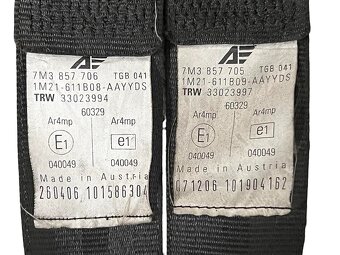 7M3 857 706 TGB 041
1M21-611B08-AAYYDS
TRW 33023994
60329
Ar4mp Ar4mp
E1 e1
040049 040049
Made in Austria
260406 101586304
7M3 857 705 TGB 041
1M21-611B09-AAYYDS
TRW 33023997
60329
Ar4mp Ar4mp
E1 e1
040049 040049
Made in Austria
071206 101904162